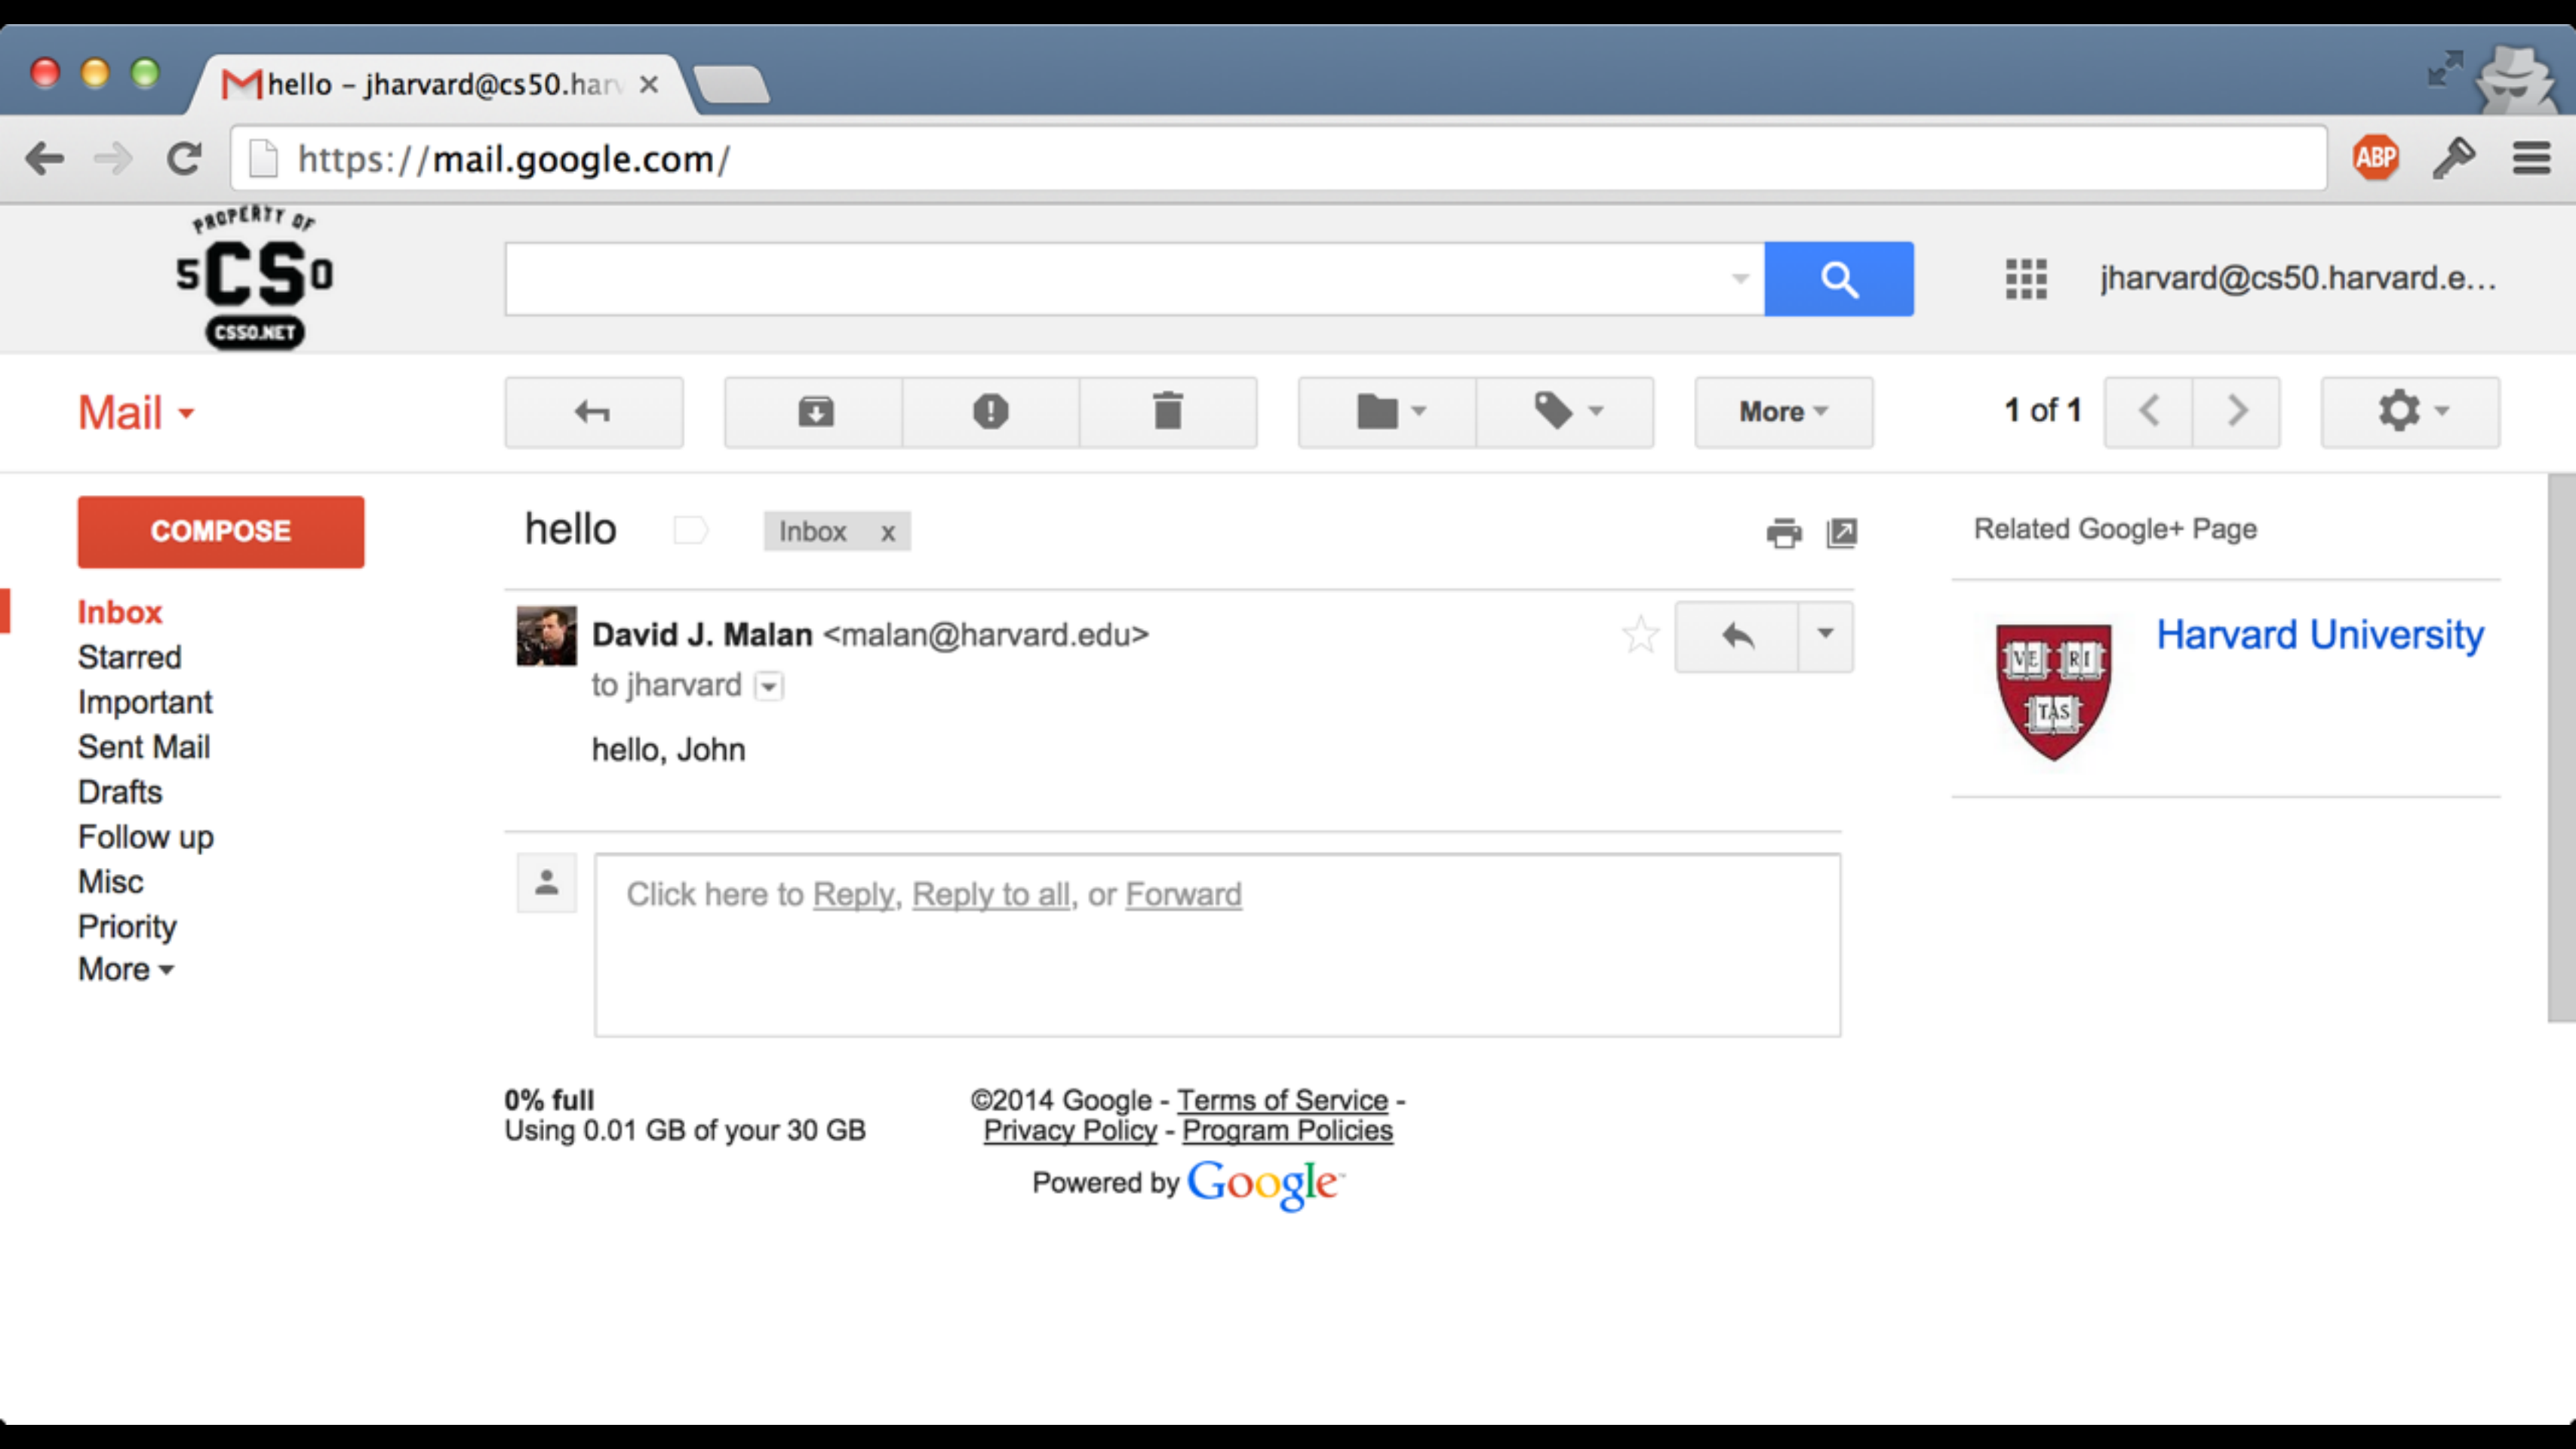 hello – jharvard@cs50.harv
https://mail.google.com/
ABP
PROPERTY OF
5CS0
CS50.NET
jharvard@cs50.harvard.e...
Mail
More
1 of 1
COMPOSE
hello
Inbox x
Related Google+ Page
Inbox
Starred
Important
Sent Mail
Drafts
Follow up
Misc
Priority
More
David J. Malan <malan@harvard.edu>
to jharvard
hello, John
VE RI
TAS
Harvard University
Click here to Reply, Reply to all, or Forward
0% full
Using 0.01 GB of your 30 GB
©2014 Google - Terms of Service -
Privacy Policy - Program Policies
Powered by Google™